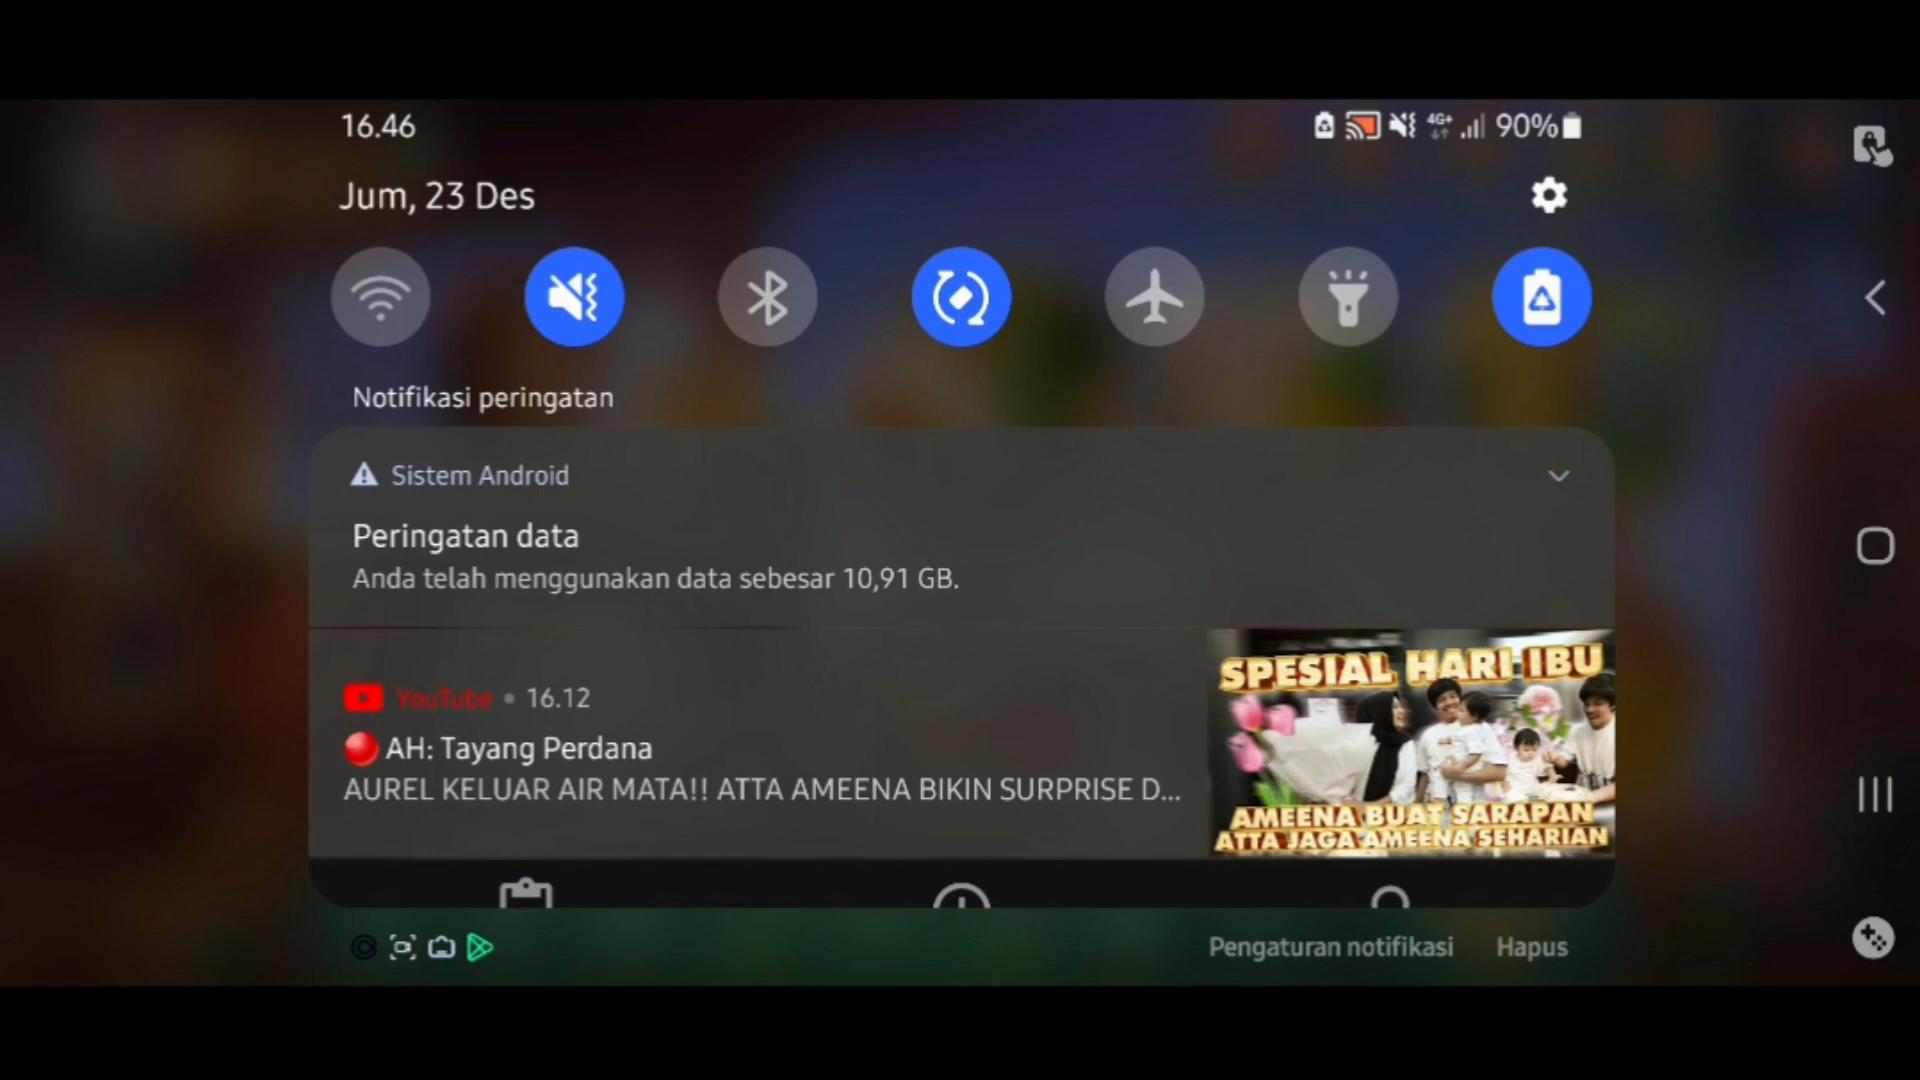 16.46
4G+ 90%
Jum, 23 Des
Notifikasi peringatan
Sistem Android
Peringatan data
Anda telah menggunakan data sebesar 10,91 GB.
YouTube • 16.12
AH: Tayang Perdana
AUREL KELUAR AIR MATA!! ATTA AMEENA BIKIN SURPRISE D...
SPESIAL HARI IBU
AMEENA BUAT SARAPAN
ATTA JAGA AMEENA SEHARIAN
Pengaturan notifikasi Hapus